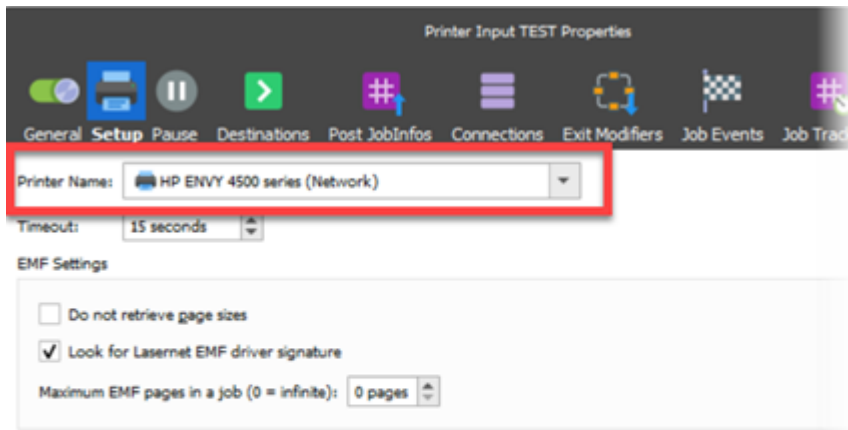 Printer Input TEST Properties
General Setup Pause Destinations Post JobInfos Connections Exit Modifiers Job Events Job
Printer Name: HP ENVY 4500 series (Network)
Timeout: 15 seconds
EMF Settings
Do not retrieve page sizes
Look for Lasernet EMF driver signature
Maximum EMF pages in a job (0 = infinite): 0 pages